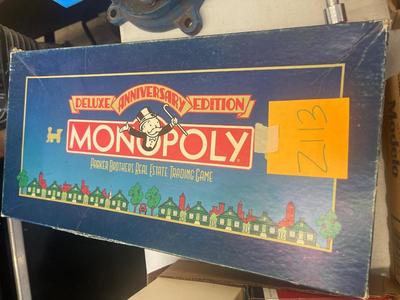 DELUXE ANNIVERSARY EDITION
MONOPOLY
PARKER BROTHERS REAL ESTATE TRADING GAME
Z113